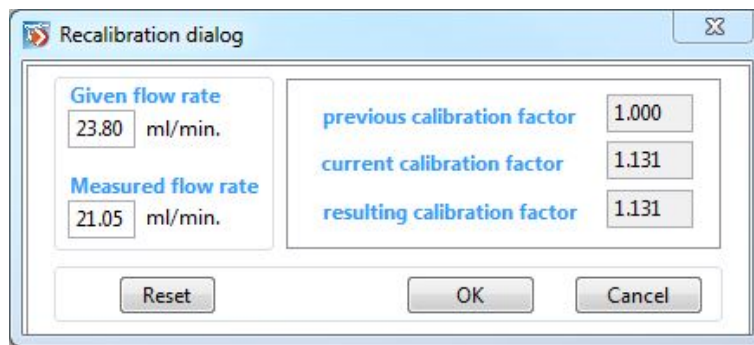 Recalibration dialog
Given flow rate
23.80 ml/min.
Measured flow rate
21.05 ml/min.
previous calibration factor 1.000
current calibration factor 1.131
resulting calibration factor 1.131
Reset OK Cancel